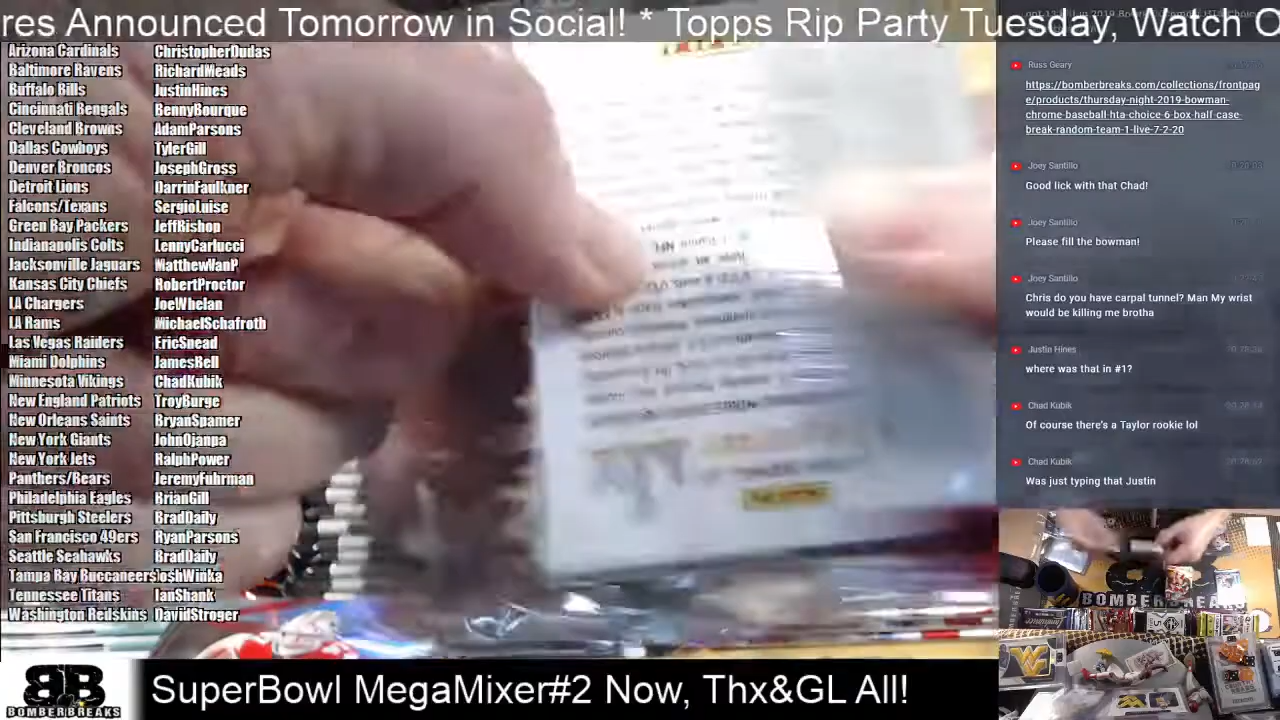 res Announced Tomorrow in Social! * Topps Rip Party Tuesday, Watch O
Arizona Cardinals ChristopherDudas
Baltimore Ravens RichardMeads
Buffalo Bills JustinHines
Cincinnati Bengals BennyBourque
Cleveland Browns AdamParsons
Dallas Cowboys TylerGill
Denver Broncos JosephGross
Detroit Lions DarrinFaulkner
Falcons/Texans SergioLuise
Green Bay Packers JeffBishop
Indianapolis Colts LennyCarlucci
Jacksonville Jaguars MatthewVanP
Kansas City Chiefs RobertProctor
LA Chargers JoeWhelan
LA Rams MichaelSchafroth
Las Vegas Raiders EricSnead
Miami Dolphins JamesBell
Minnesota Vikings ChadKubik
New England Patriots TroyBurge
New Orleans Saints BryanSpamer
New York Giants JohnOjanpa
New York Jets RalphPower
Panthers/Bears JeremyFuhrman
Philadelphia Eagles BrianGill
Pittsburgh Steelers BradDaily
San Francisco 49ers RyanParsons
Seattle Seahawks BradDaily
Tampa Bay Buccaneers JoshWinka
Tennessee Titans IanShank
Washington Redskins DavidStroger
Russ Geary
https://bomberbreaks.com/collections/frontpag
e/products/thursday-night-2019-bowman-
chrome-baseball-hta-choice-6-box-half-case-
break-random-team-1-live-7-2-20
Joey Santillo
Good lick with that Chad!
Joey Santillo
Please fill the bowman!
Joey Santillo
Chris do you have carpal tunnel? Man My wrist
would be killing me brotha
Justin Hines
where was that in #1?
Chad Kubik
Of course there's a Taylor rookie lol
Chad Kubik
Was just typing that Justin
BOMBERBREAKS
BB
BOMBERBREAKS
SuperBowl MegaMixer#2 Now, Thx&GL All!